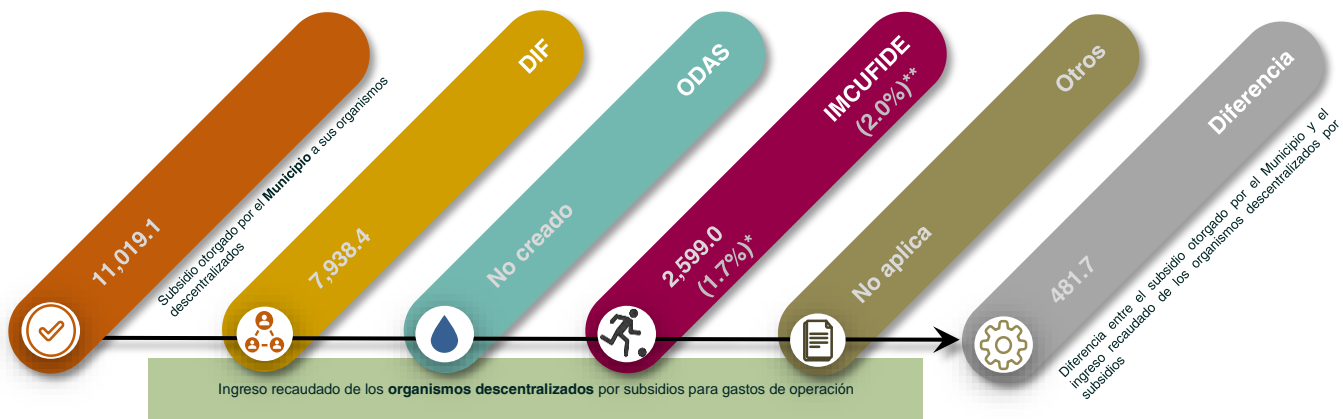 11,019.1
Subsidio otorgado por el Municipio a sus organismos
descentralizados
DIF
7,938.4
ODAS
No creado
IMCUFIDE
(2.0%)**
2,599.0
(1.7%)*
Otros
No aplica
Diferencia
481.7
Diferencia entre el subsidio otorgado por el Municipio y el
ingreso recaudado de los organismos descentralizados por
subsidios
Ingreso recaudado de los organismos descentralizados por subsidios para gastos de operación